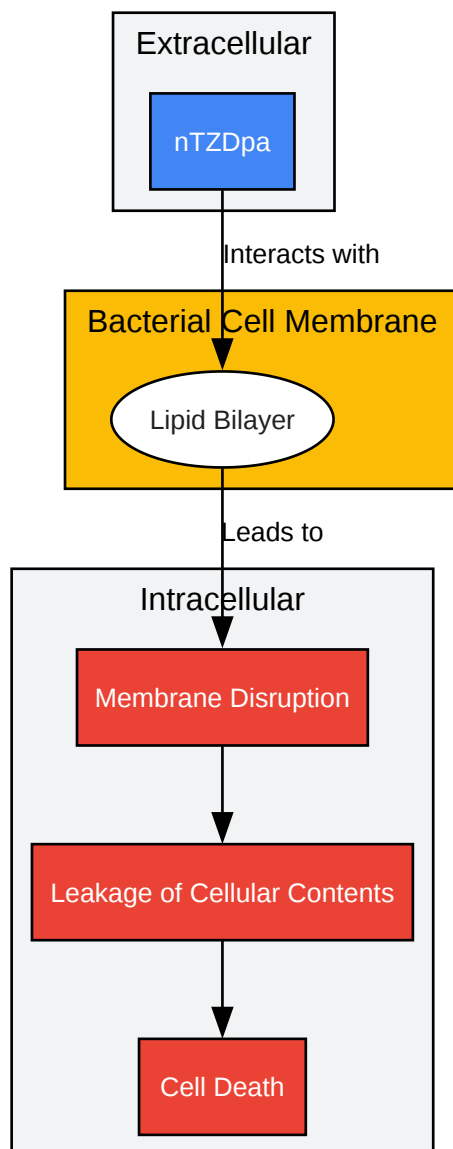 Extracellular
nTZDpa
Interacts with
Bacterial Cell Membrane
Lipid Bilayer
Leads to
Intracellular
Membrane Disruption
Leakage of Cellular Contents
Cell Death